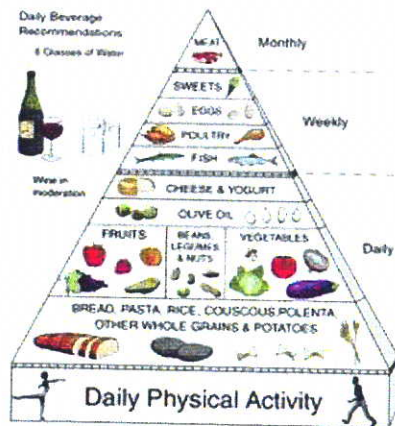 Daily Beverage
Recommendations
6 Glasses of Water
Wine in
moderation
MEAT
Monthly
SWEETS
EGGS
POULTRY
FISH
Weekly
CHEESE & YOGURT
OLIVE OIL
FRUITS
BEANS,
LEGUMES
& NUTS
VEGETABLES
Daily
BREAD, PASTA, RICE, COUSCOUS, POLENTA,
OTHER WHOLE GRAINS & POTATOES
Daily Physical Activity